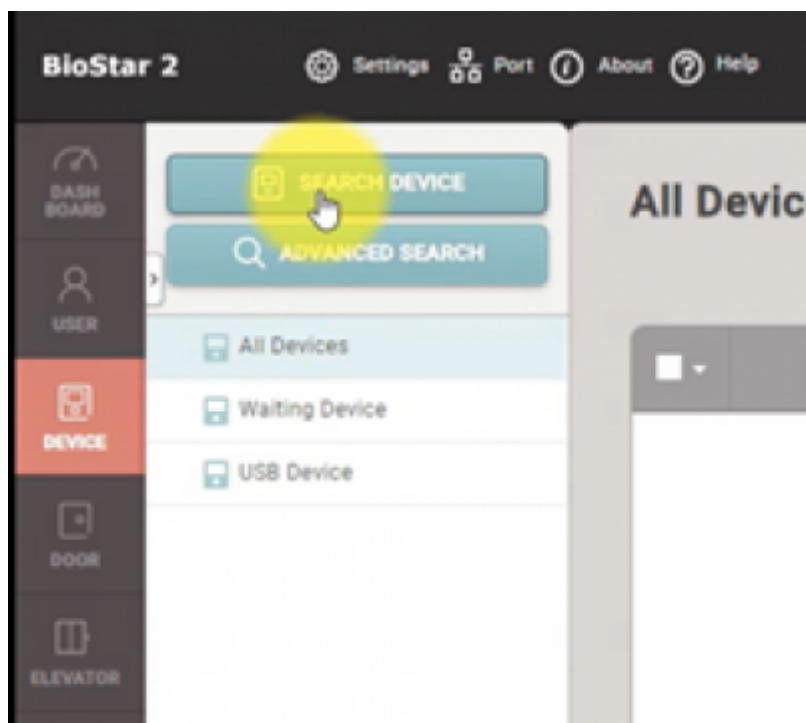 BioStar 2
Settings Port About Help
DASH
BOARD
USER
DEVICE
DOOR
ELEVATOR
SEARCH DEVICE
ADVANCED SEARCH
All Devices
Waiting Device
USB Device
All Devic